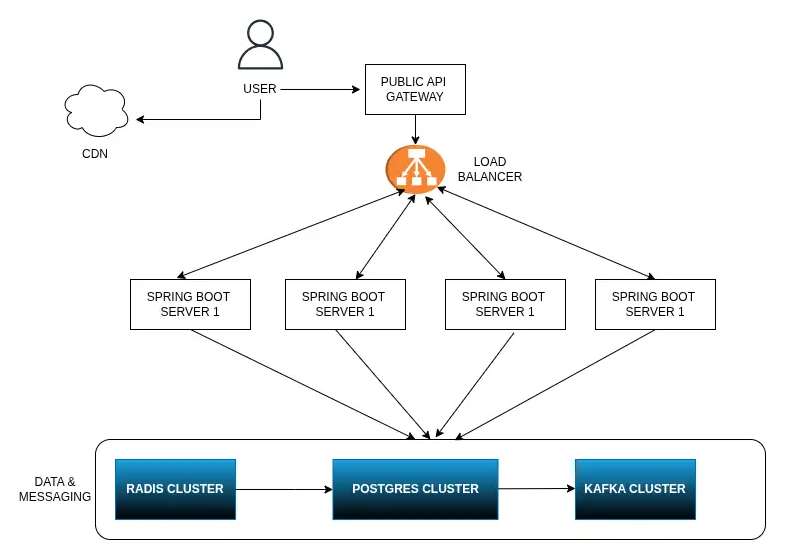 USER
PUBLIC API
GATEWAY
CDN
LOAD
BALANCER
SPRING BOOT
SERVER 1
SPRING BOOT
SERVER 1
SPRING BOOT
SERVER 1
SPRING BOOT
SERVER 1
DATA &
MESSAGING
RADIS CLUSTER
POSTGRES CLUSTER
KAFKA CLUSTER